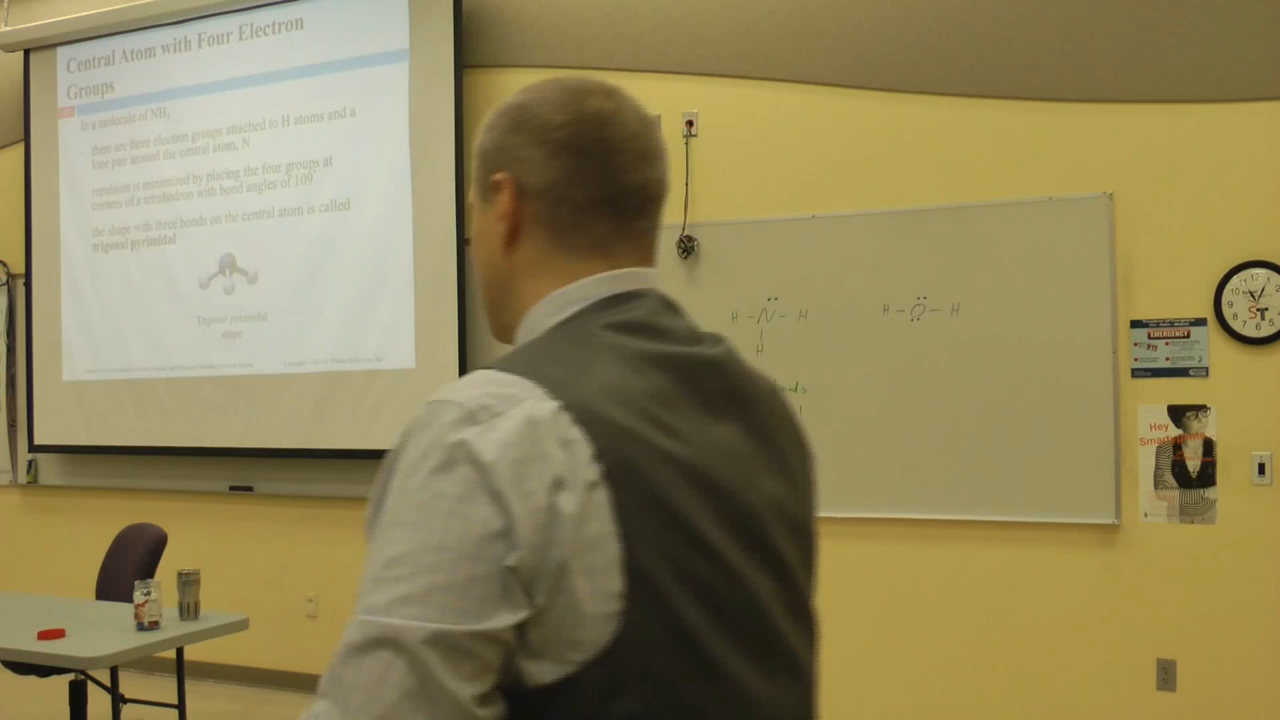 Central Atom with Four Electron
Groups
In a molecule of NH3
there are three electron groups attached to H atoms and a
lone pair around the central atom, N
repulsion is minimized by placing the four groups at
corners of a tetrahedron with bond angles of 109°
the shape with three bonds on the central atom is called
trigonal pyrimidal
Trigonal pyramidal
shape
H - N - H
H
H - O - H
EMERGENCY
911
Hey
ST